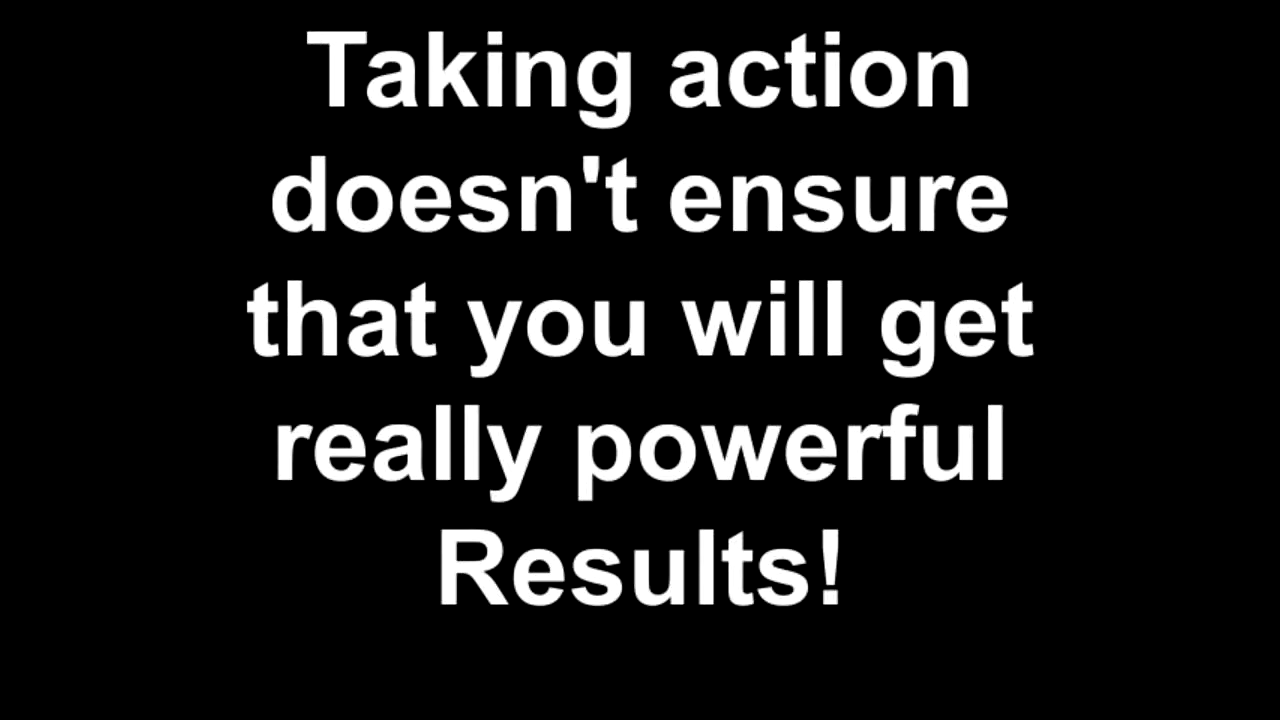 Taking action
doesn't ensure
that you will get
really powerful
Results!